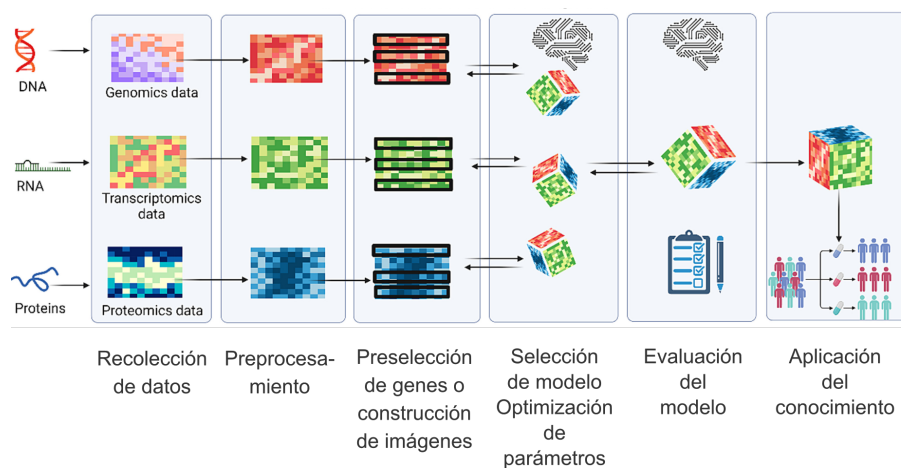 DNA
Genomics data
RNA
Transcriptomics
data
Proteins
Proteomics data
Recolección
de datos
Preprocesa-
miento
Preselección
de genes o
construcción
de imágenes
Selección
de modelo
Optimización
de
parámetros
Evaluación
del
modelo
Aplicación
del
conocimiento